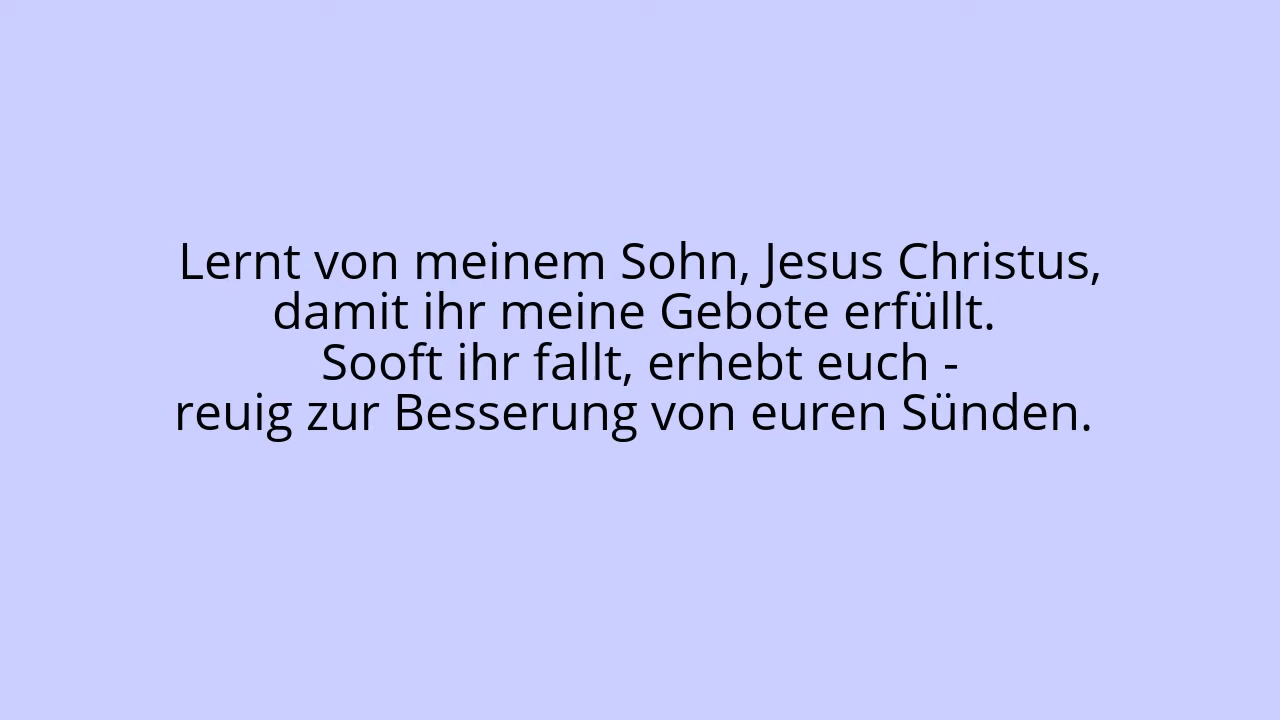 Lernt von meinem Sohn, Jesus Christus,
damit ihr meine Gebote erfüllt.
Sooft ihr fallt, erhebt euch -
reuig zur Besserung von euren Sünden.